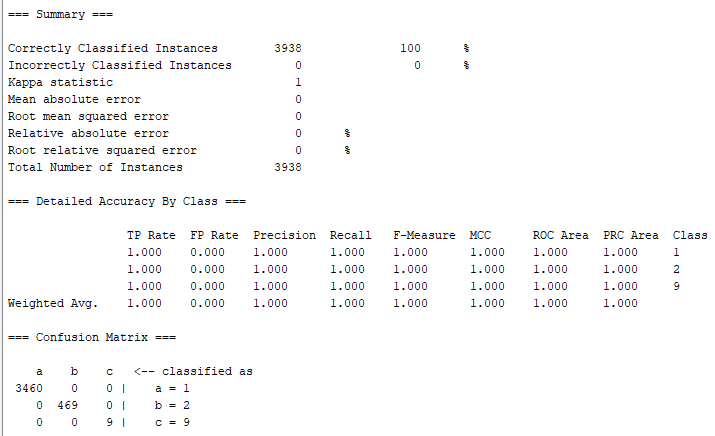 === Summary ===
Correctly Classified Instances 3938 100 %
Incorrectly Classified Instances 0 0 %
Kappa statistic 1
Mean absolute error 0
Root mean squared error 0
Relative absolute error 0 %
Root relative squared error 0 %
Total Number of Instances 3938
=== Detailed Accuracy By Class ===
TP Rate FP Rate Precision Recall F-Measure MCC ROC Area PRC Area Class
1.000 0.000 1.000 1.000 1.000 1.000 1.000 1.000 1
1.000 0.000 1.000 1.000 1.000 1.000 1.000 1.000 2
1.000 0.000 1.000 1.000 1.000 1.000 1.000 1.000 9
Weighted Avg. 1.000 0.000 1.000 1.000 1.000 1.000 1.000 1.000
=== Confusion Matrix ===
a b c <-- classified as
3460 0 0 | a = 1
0 469 0 | b = 2
0 0 9 | c = 9